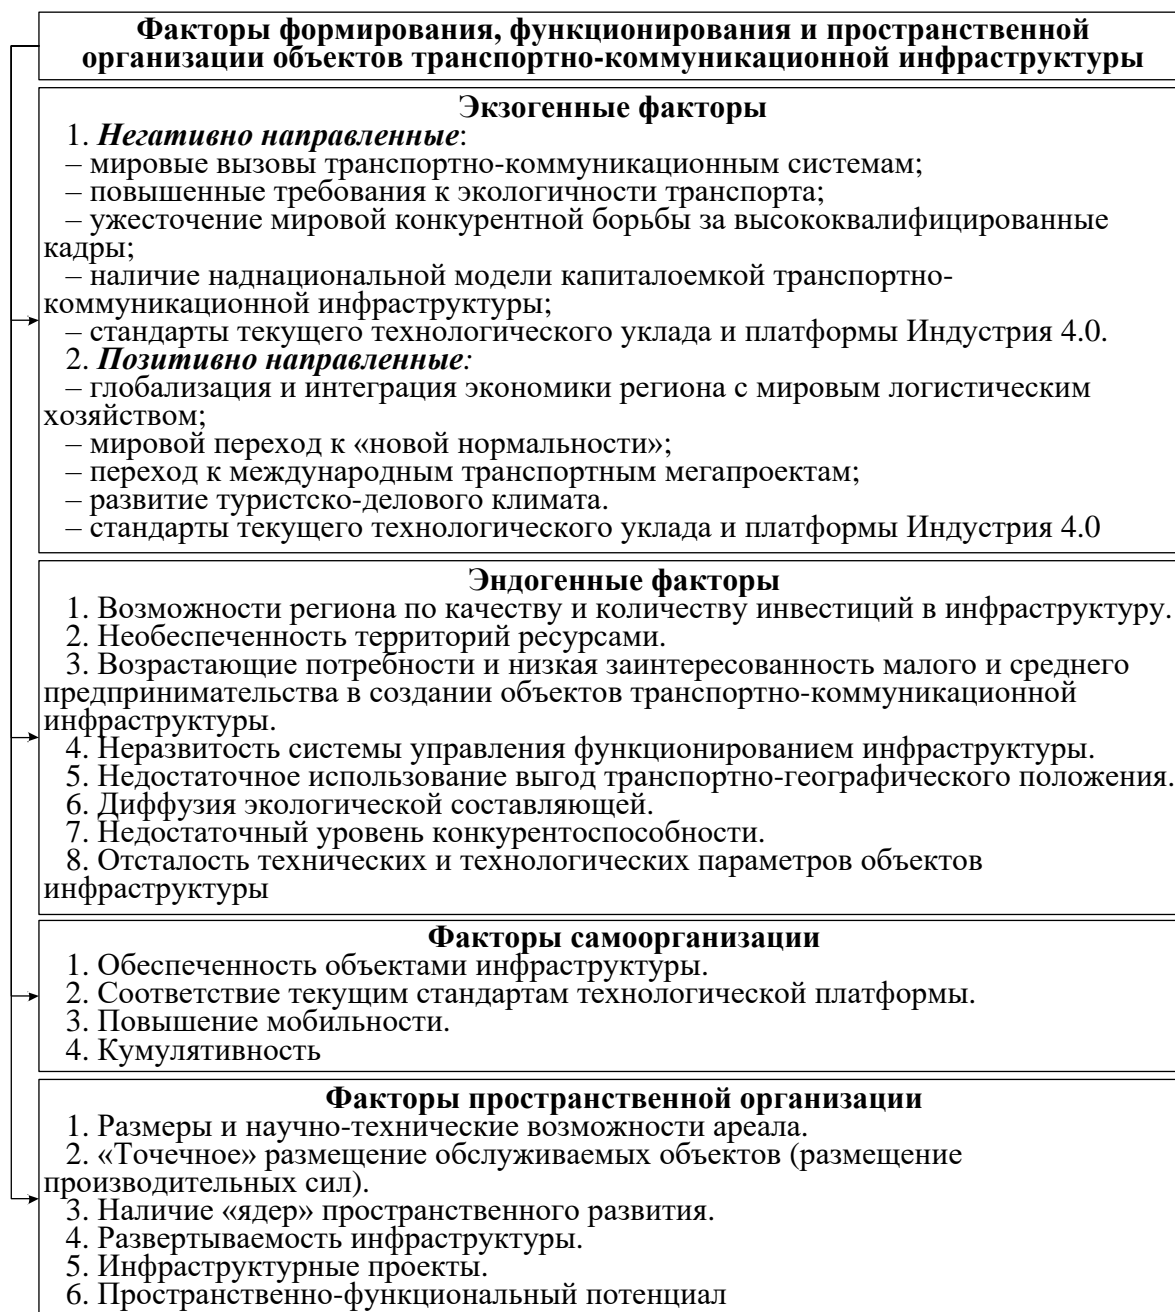 Факторы формирования, функционирования и пространственной
организации объектов транспортно-коммуникационной инфраструктуры
Экзогенные факторы
1. Негативно направленные:
– мировые вызовы транспортно-коммуникационным системам;
– повышенные требования к экологичности транспорта;
– ужесточение мировой конкурентной борьбы за высококвалифицированные
кадры;
– наличие наднациональной модели капиталоемкой транспортно-
коммуникационной инфраструктуры;
– стандарты текущего технологического уклада и платформы Индустрия 4.0.
2. Позитивно направленные:
– глобализация и интеграция экономики региона с мировым логистическим
хозяйством;
– мировой переход к «новой нормальности»;
– переход к международным транспортным мегапроектам;
– развитие туристско-делового климата.
– стандарты текущего технологического уклада и платформы Индустрия 4.0
Эндогенные факторы
1. Возможности региона по качеству и количеству инвестиций в инфраструктуру.
2. Необеспеченность территорий ресурсами.
3. Возрастающие потребности и низкая заинтересованность малого и среднего
предпринимательства в создании объектов транспортно-коммуникационной
инфраструктуры.
4. Неразвитость системы управления функционированием инфраструктуры.
5. Недостаточное использование выгод транспортно-географического положения.
6. Диффузия экологической составляющей.
7. Недостаточный уровень конкурентоспособности.
8. Отсталость технических и технологических параметров объектов
инфраструктуры
Факторы самоорганизации
1. Обеспеченность объектами инфраструктуры.
2. Соответствие текущим стандартам технологической платформы.
3. Повышение мобильности.
4. Кумулятивность
Факторы пространственной организации
1. Размеры и научно-технические возможности ареала.
2. «Точечное» размещение обслуживаемых объектов (размещение
производительных сил).
3. Наличие «ядер» пространственного развития.
4. Развертываемость инфраструктуры.
5. Инфраструктурные проекты.
6. Пространственно-функциональный потенциал